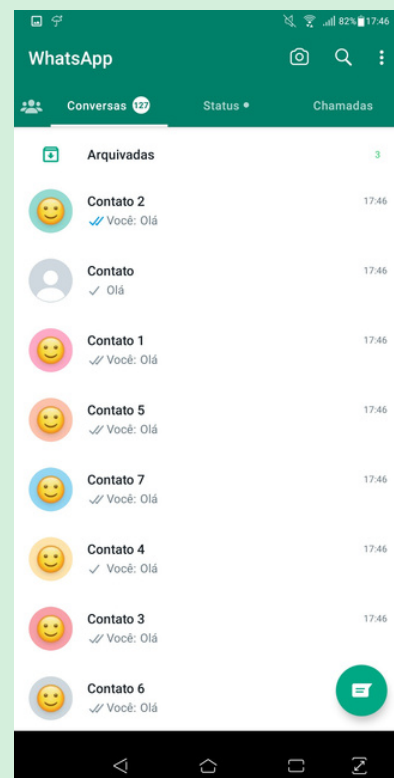 82% 17:46
WhatsApp
Conversas 127 Status Chamadas
Arquivadas 3
Contato 2 17:46
Você: Olá
Contato 17:46
Olá
Contato 1 17:46
Você: Olá
Contato 5 17:46
Você: Olá
Contato 7 17:46
Você: Olá
Contato 4 17:46
Você: Olá
Contato 3 17:46
Você: Olá
Contato 6
Você: Olá